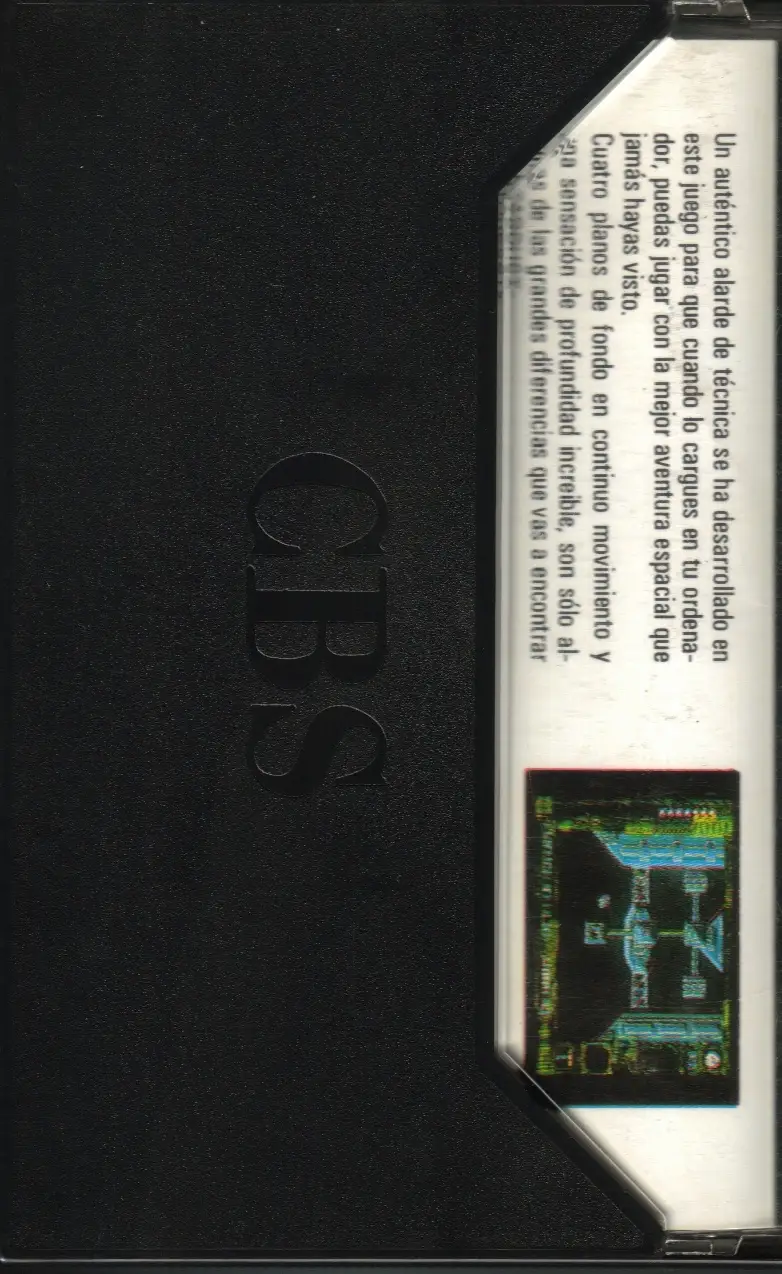 Un auténtico alarde de técnica se ha desarrollado en
este juego para que cuando lo cargues en tu ordena-
dor, puedas jugar con la mejor aventura espacial que
jamás hayas visto.
Cuatro planos de fondo en continuo movimiento y
sensación de profundidad increible, son sólo al-
de las grandes diferencias que vas a encontrar
CBS